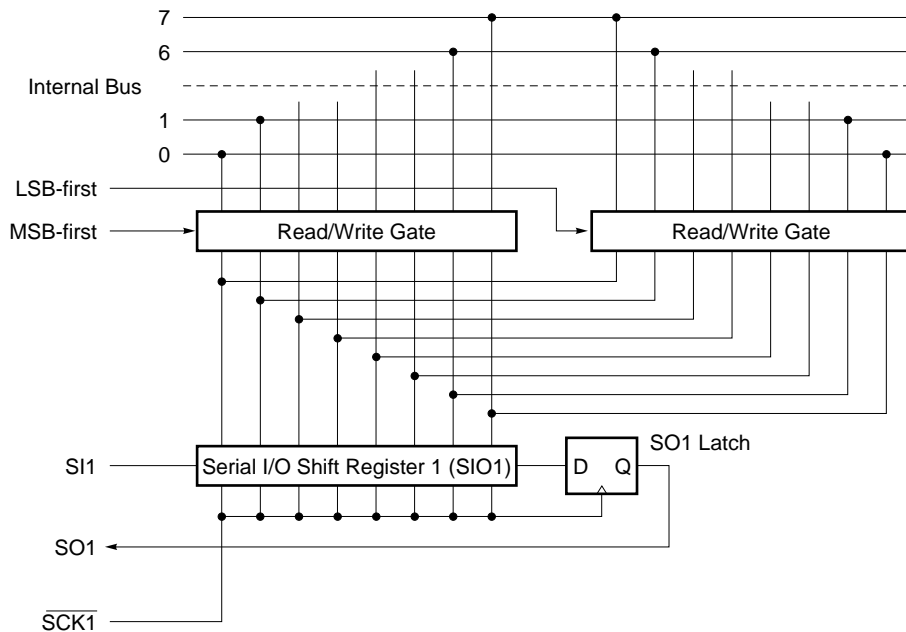 7
6
Internal Bus
1
0
LSB-first
MSB-first
Read/Write Gate
Read/Write Gate
SO1 Latch
SI1
Serial I/O Shift Register 1 (SIO1)
D
Q
SO1
SCK1